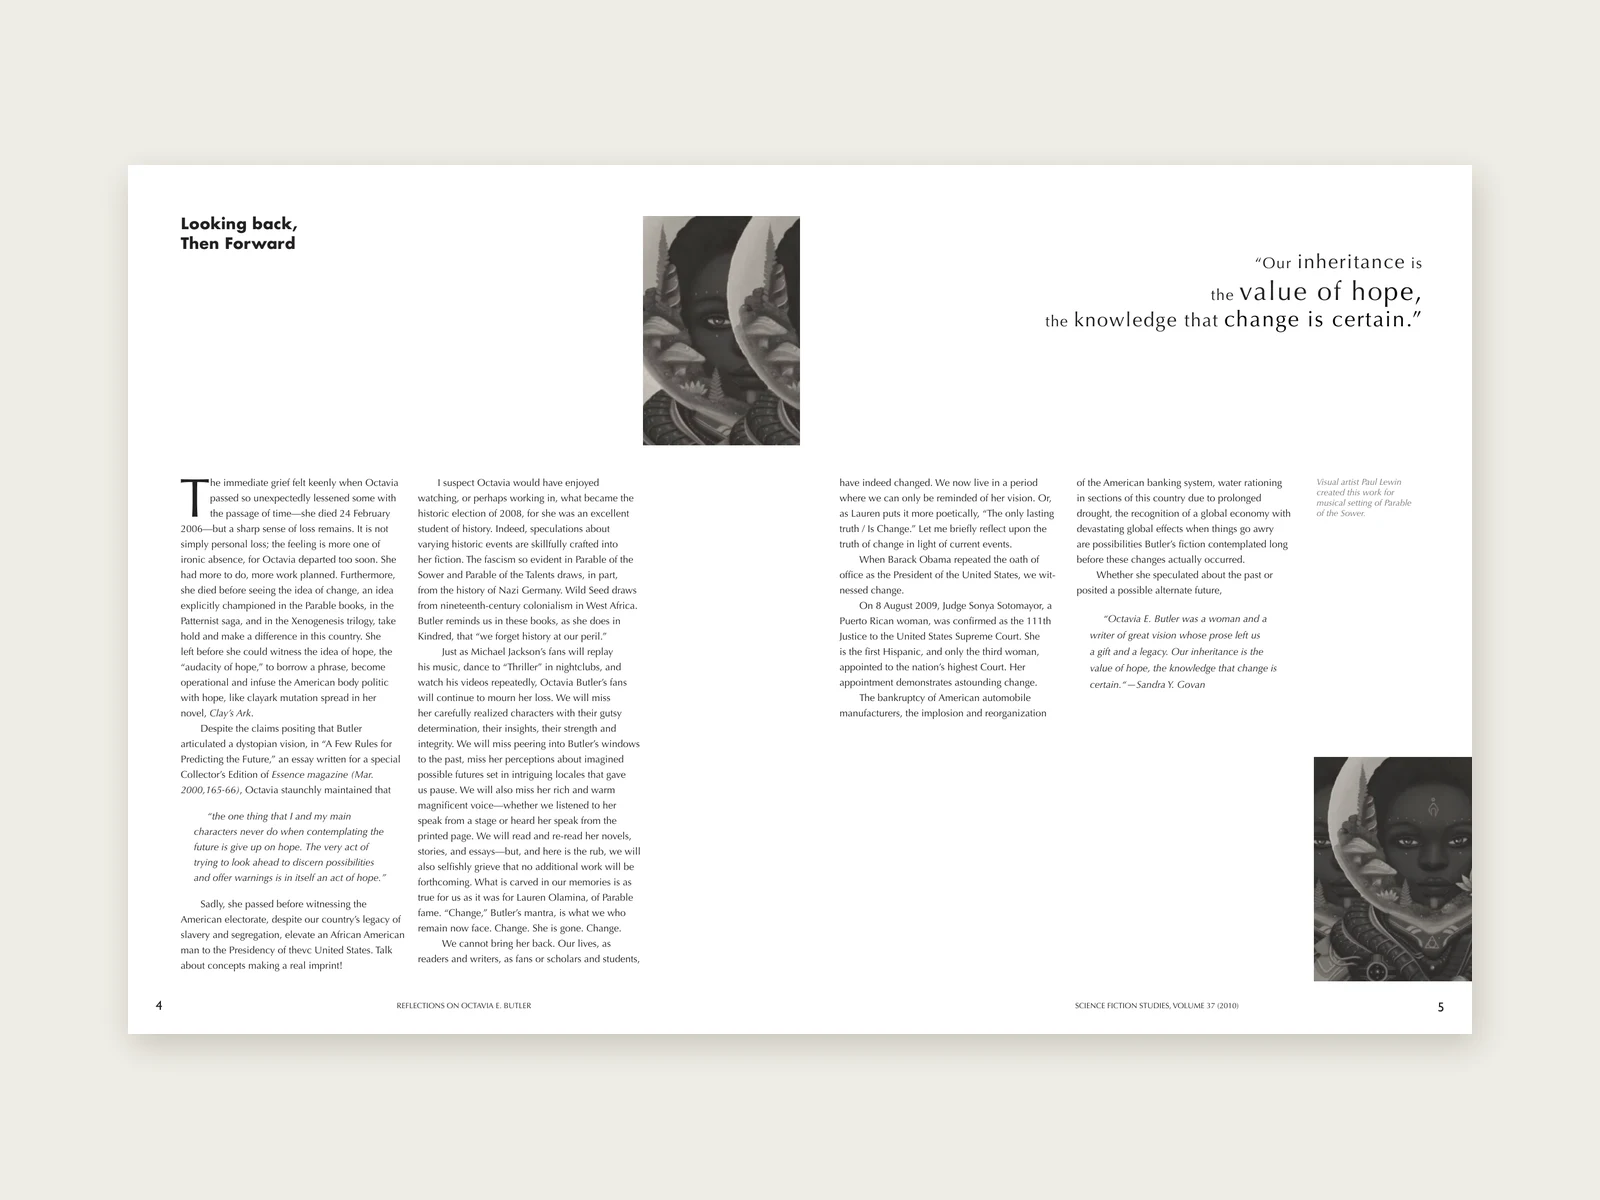 Looking back,
Then Forward
“Our inheritance is
the value of hope,
the knowledge that change is certain.”
The immediate grief felt keenly when Octavia
passed so unexpectedly lessened some with
the passage of time—she died 24 February
2006—but a sharp sense of loss remains. It is not
simply personal loss; the feeling is more one of
ironic absence, for Octavia departed too soon. She
had more to do, more work planned. Furthermore,
she died before seeing the idea of change, an idea
explicitly championed in the Parable books, in the
Patternist saga, and in the Xenogenesis trilogy, take
hold and make a difference in this country. She
left before she could witness the idea of hope, the
“audacity of hope,” to borrow a phrase, become
operational and infuse the American body politic
with hope, like clayark mutation spread in her
novel, Clay’s Ark.
Despite the claims positing that Butler
articulated a dystopian vision, in “A Few Rules for
Predicting the Future,” an essay written for a special
Collector’s Edition of Essence magazine (Mar.
2000,165-66), Octavia staunchly maintained that
“the one thing that I and my main
characters never do when contemplating the
future is give up on hope. The very act of
trying to look ahead to discern possibilities
and offer warnings is in itself an act of hope.”
Sadly, she passed before witnessing the
American electorate, despite our country’s legacy of
slavery and segregation, elevate an African American
man to the Presidency of thevc United States. Talk
about concepts making a real imprint!
I suspect Octavia would have enjoyed
watching, or perhaps working in, what became the
historic election of 2008, for she was an excellent
student of history. Indeed, speculations about
varying historic events are skillfully crafted into
her fiction. The fascism so evident in Parable of the
Sower and Parable of the Talents draws, in part,
from the history of Nazi Germany. Wild Seed draws
from nineteenth-century colonialism in West Africa.
Butler reminds us in these books, as she does in
Kindred, that “we forget history at our peril.”
Just as Michael Jackson’s fans will replay
his music, dance to “Thriller” in nightclubs, and
watch his videos repeatedly, Octavia Butler’s fans
will continue to mourn her loss. We will miss
her carefully realized characters with their gutsy
determination, their insights, their strength and
integrity. We will miss peering into Butler’s windows
to the past, miss her perceptions about imagined
possible futures set in intriguing locales that gave
us pause. We will also miss her rich and warm
magnificent voice—whether we listened to her
speak from a stage or heard her speak from the
printed page. We will read and re-read her novels,
stories, and essays—but, and here is the rub, we will
also selfishly grieve that no additional work will be
forthcoming. What is carved in our memories is as
true for us as it was for Lauren Olamina, of Parable
fame. “Change,” Butler’s mantra, is what we who
remain now face. Change. She is gone. Change.
We cannot bring her back. Our lives, as
readers and writers, as fans or scholars and students,
have indeed changed. We now live in a period
where we can only be reminded of her vision. Or,
as Lauren puts it more poetically, “The only lasting
truth / Is Change.” Let me briefly reflect upon the
truth of change in light of current events.
When Barack Obama repeated the oath of
office as the President of the United States, we wit-
nessed change.
On 8 August 2009, Judge Sonya Sotomayor, a
Puerto Rican woman, was confirmed as the 111th
Justice to the United States Supreme Court. She
is the first Hispanic, and only the third woman,
appointed to the nation’s highest Court. Her
appointment demonstrates astounding change.
The bankruptcy of American automobile
manufacturers, the implosion and reorganization
of the American banking system, water rationing
in sections of this country due to prolonged
drought, the recognition of a global economy with
devastating global effects when things go awry
are possibilities Butler’s fiction contemplated long
before these changes actually occurred.
Whether she speculated about the past or
posited a possible alternate future,
“Octavia E. Butler was a woman and a
writer of great vision whose prose left us
a gift and a legacy. Our inheritance is the
value of hope, the knowledge that change is
certain.”—Sandra Y. Govan
Visual artist Paul Lewin
created this work for
musical setting of Parable
of the Sower.
4
REFLECTIONS ON OCTAVIA E. BUTLER
SCIENCE FICTION STUDIES, VOLUME 37 (2010)
5